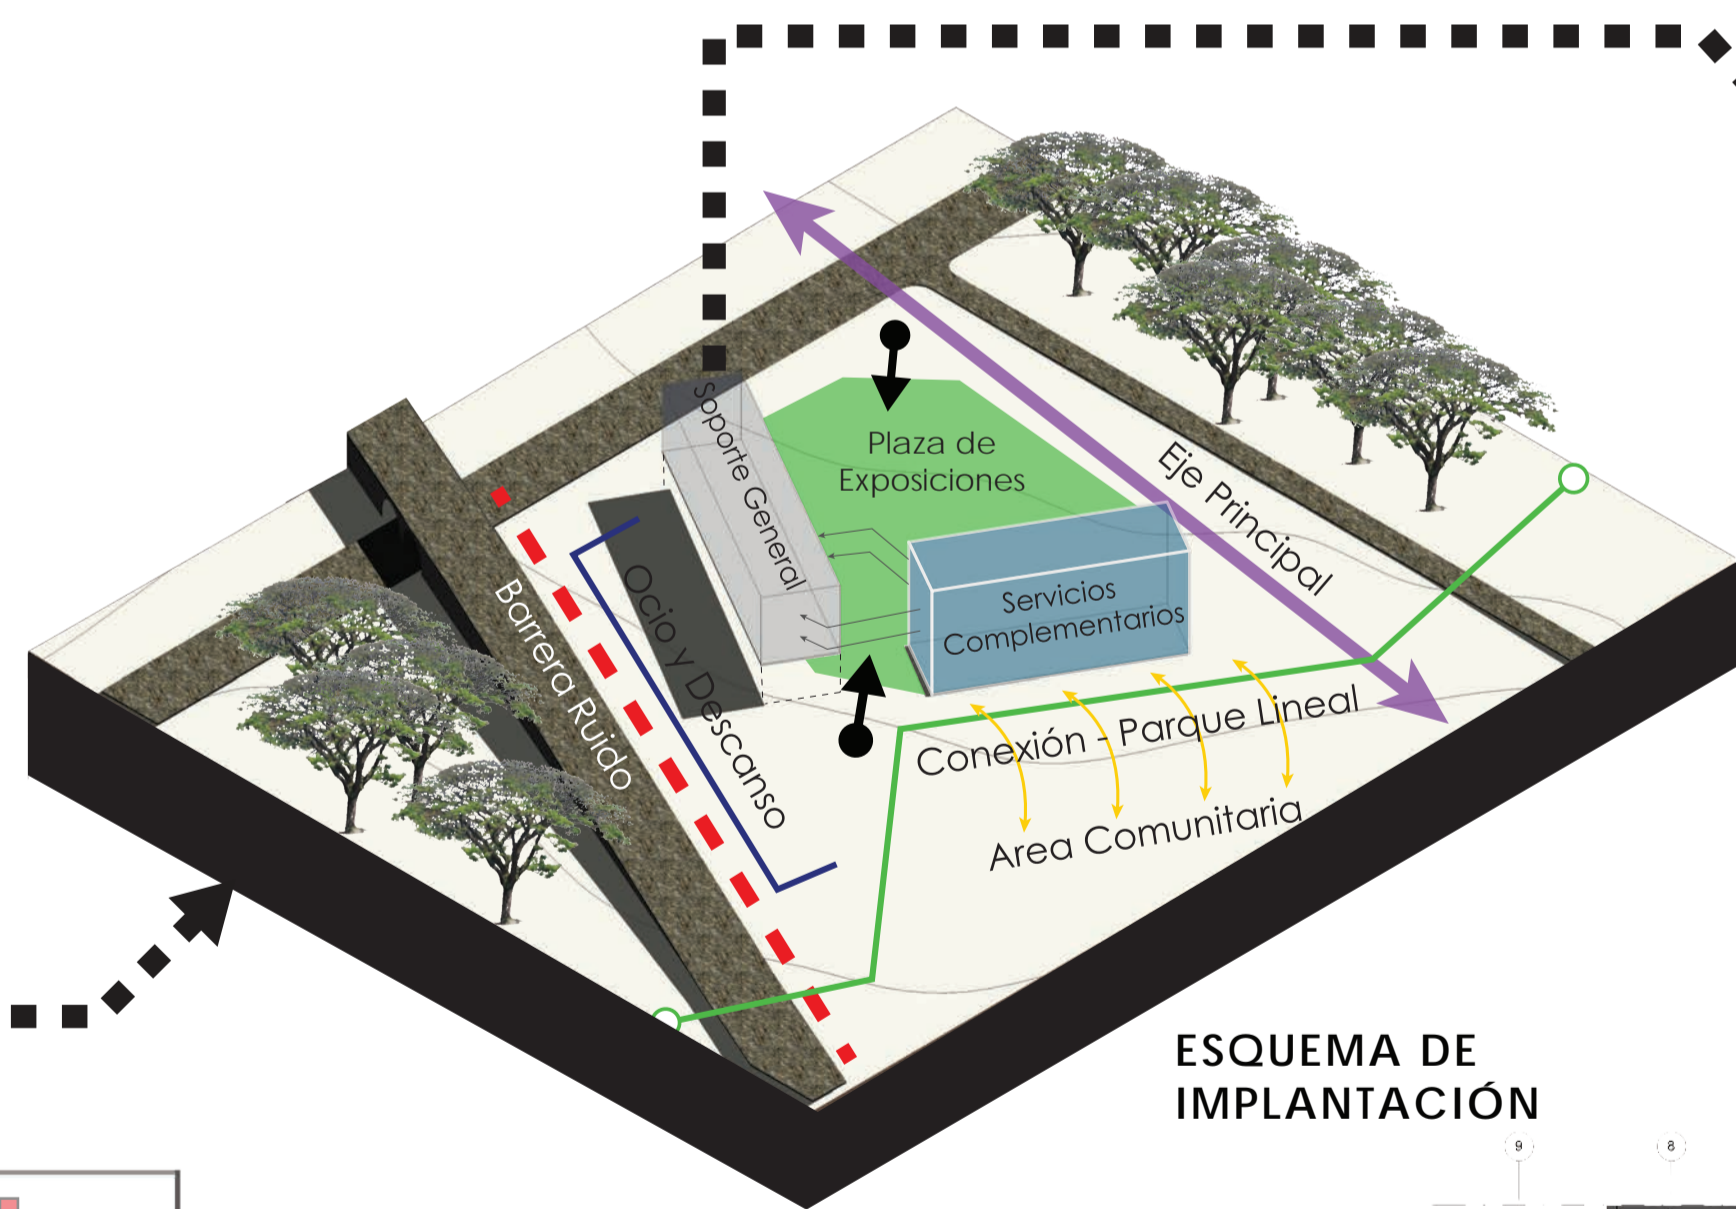 Soporte General
Plaza de
Exposiciones
Eje Principal
Servicios
Complementarios
Ocio y Descanso
Barrera Ruido
Conexión - Parque Lineal
Area Comunitaria
ESQUEMA DE
IMPLANTACIÓN
9
8